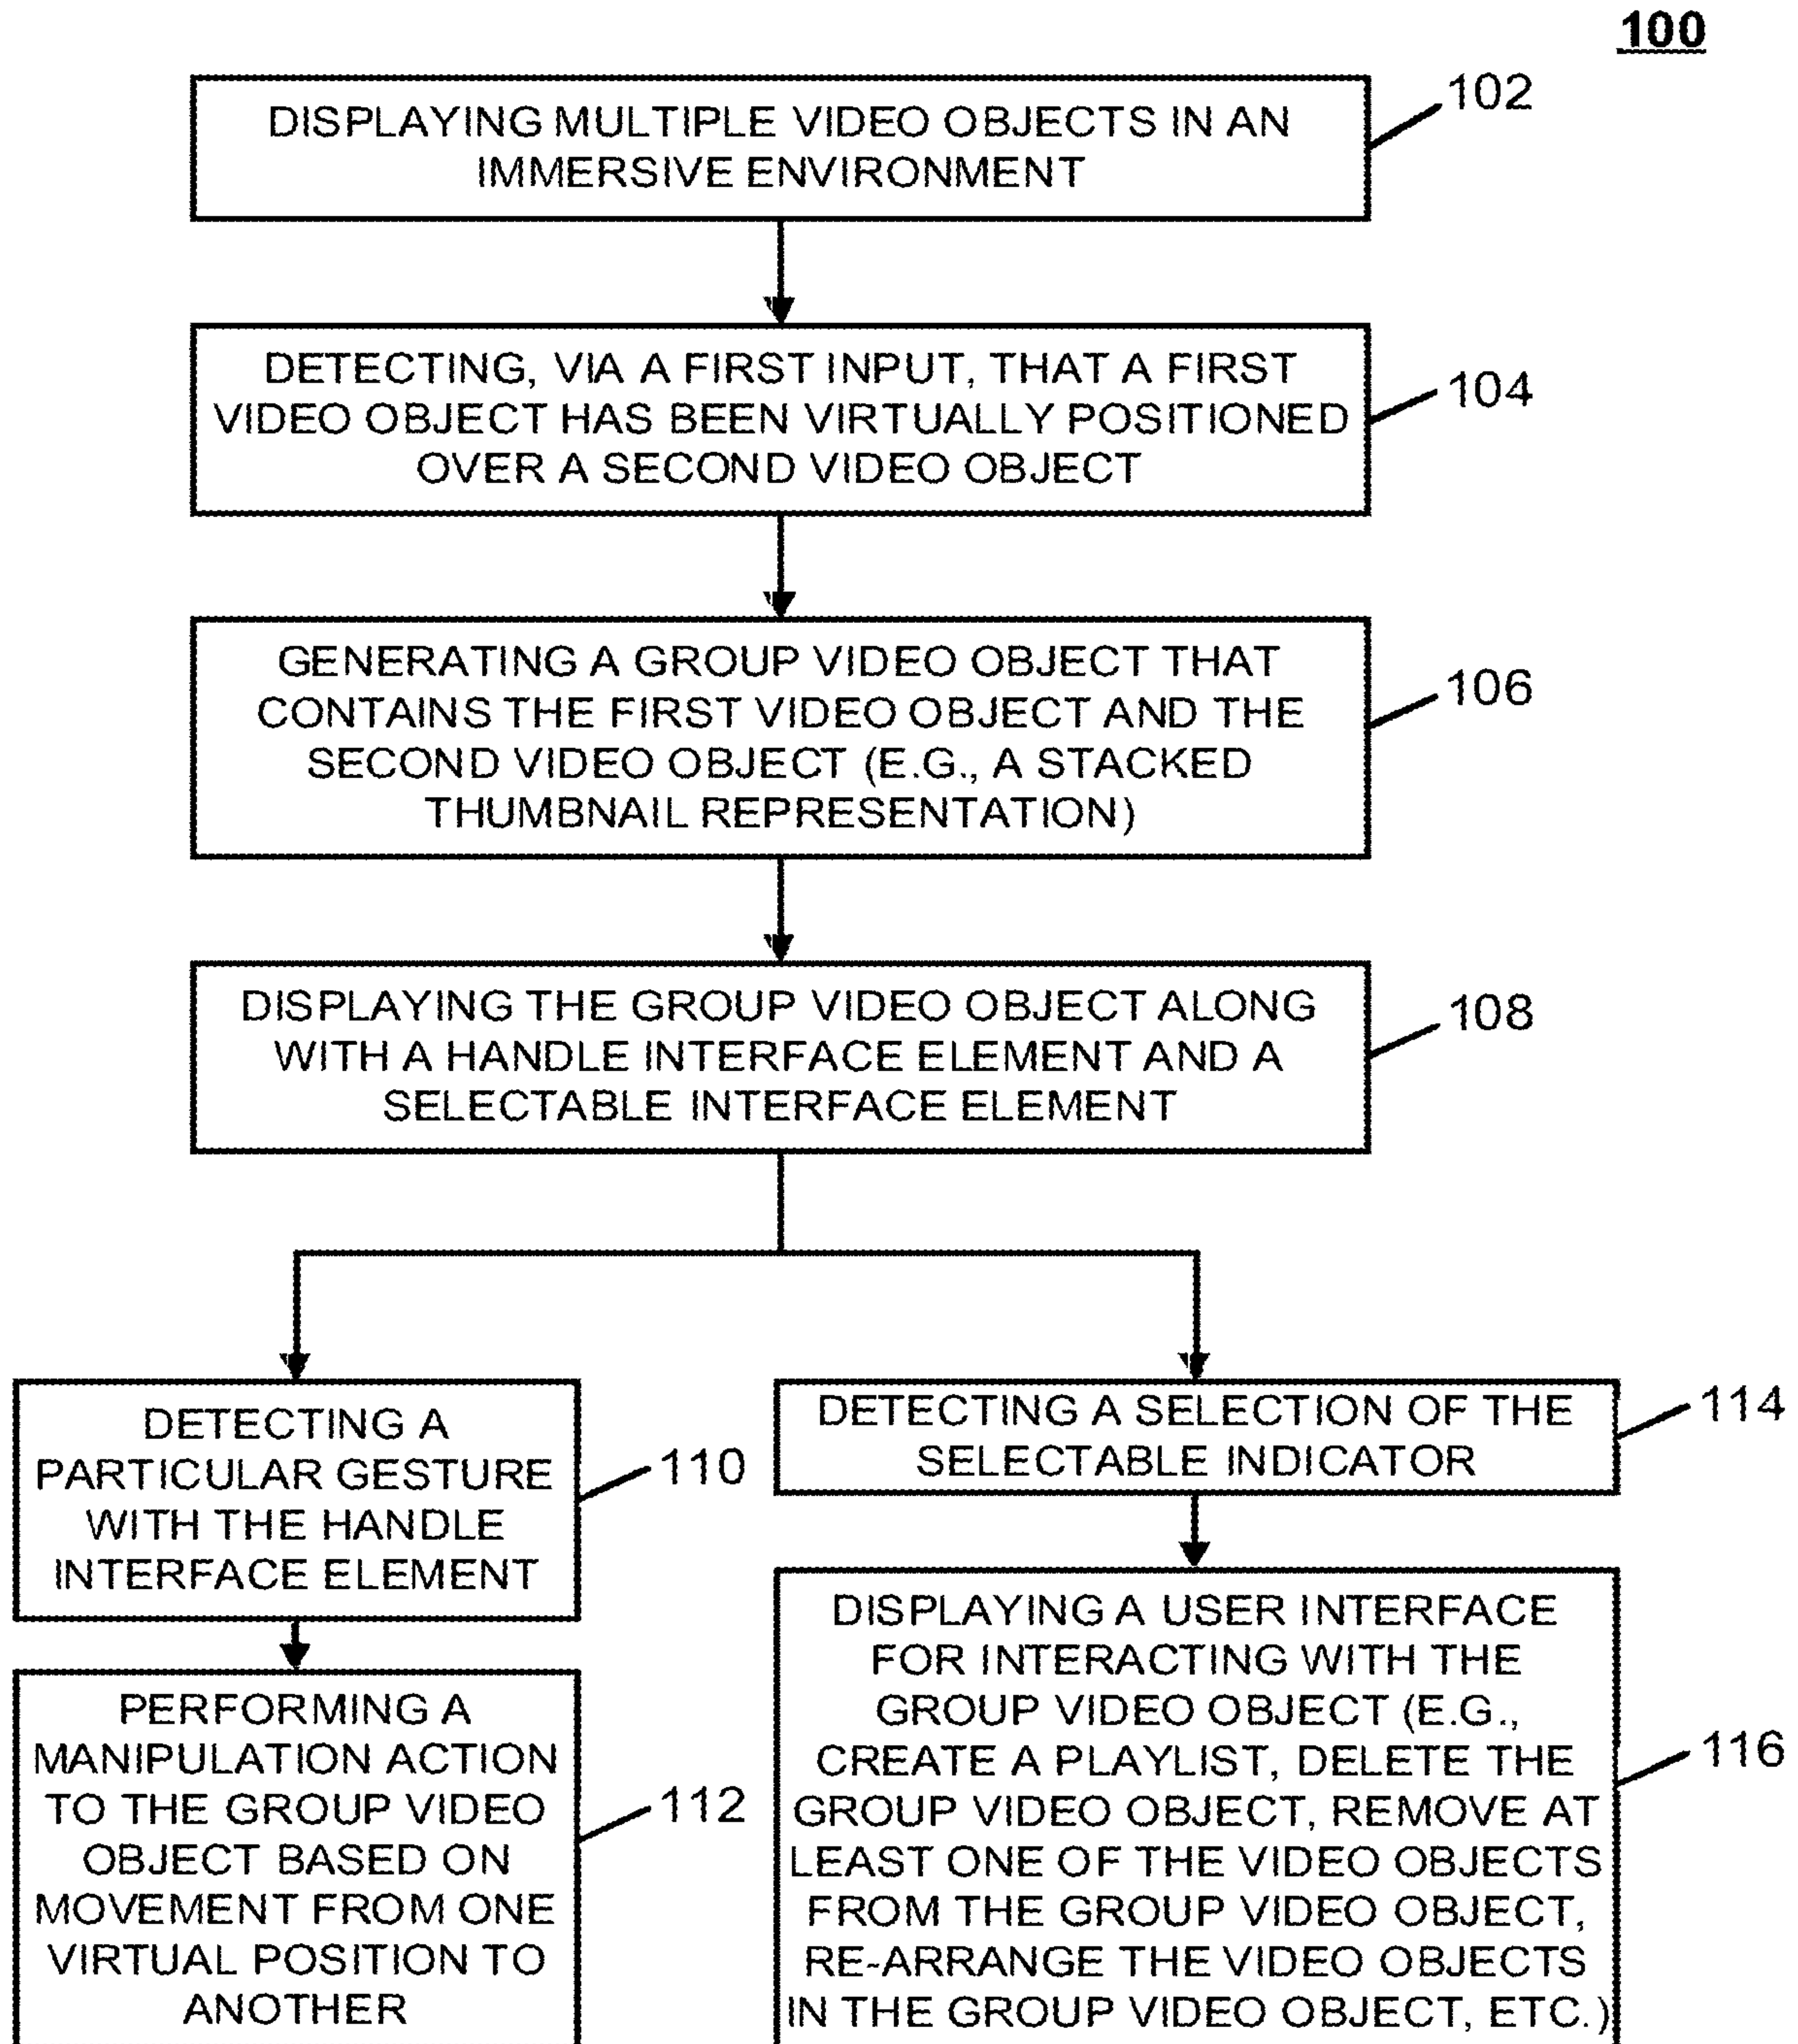 100
DISPLAYING MULTIPLE VIDEO OBJECTS IN AN
IMMERSIVE ENVIRONMENT
102
DETECTING, VIA A FIRST INPUT, THAT A FIRST
VIDEO OBJECT HAS BEEN VIRTUALLY POSITIONED
OVER A SECOND VIDEO OBJECT
104
GENERATING A GROUP VIDEO OBJECT THAT
CONTAINS THE FIRST VIDEO OBJECT AND THE
SECOND VIDEO OBJECT (E.G., A STACKED
THUMBNAIL REPRESENTATION)
106
DISPLAYING THE GROUP VIDEO OBJECT ALONG
WITH A HANDLE INTERFACE ELEMENT AND A
SELECTABLE INTERFACE ELEMENT
108
DETECTING A
PARTICULAR GESTURE
WITH THE HANDLE
INTERFACE ELEMENT
110
PERFORMING A
MANIPULATION ACTION
TO THE GROUP VIDEO
OBJECT BASED ON
MOVEMENT FROM ONE
VIRTUAL POSITION TO
ANOTHER
112
DETECTING A SELECTION OF THE
SELECTABLE INDICATOR
114
DISPLAYING A USER INTERFACE
FOR INTERACTING WITH THE
GROUP VIDEO OBJECT (E.G.,
CREATE A PLAYLIST, DELETE THE
GROUP VIDEO OBJECT, REMOVE AT
LEAST ONE OF THE VIDEO OBJECTS
FROM THE GROUP VIDEO OBJECT,
RE-ARRANGE THE VIDEO OBJECTS
IN THE GROUP VIDEO OBJECT, ETC.)
116